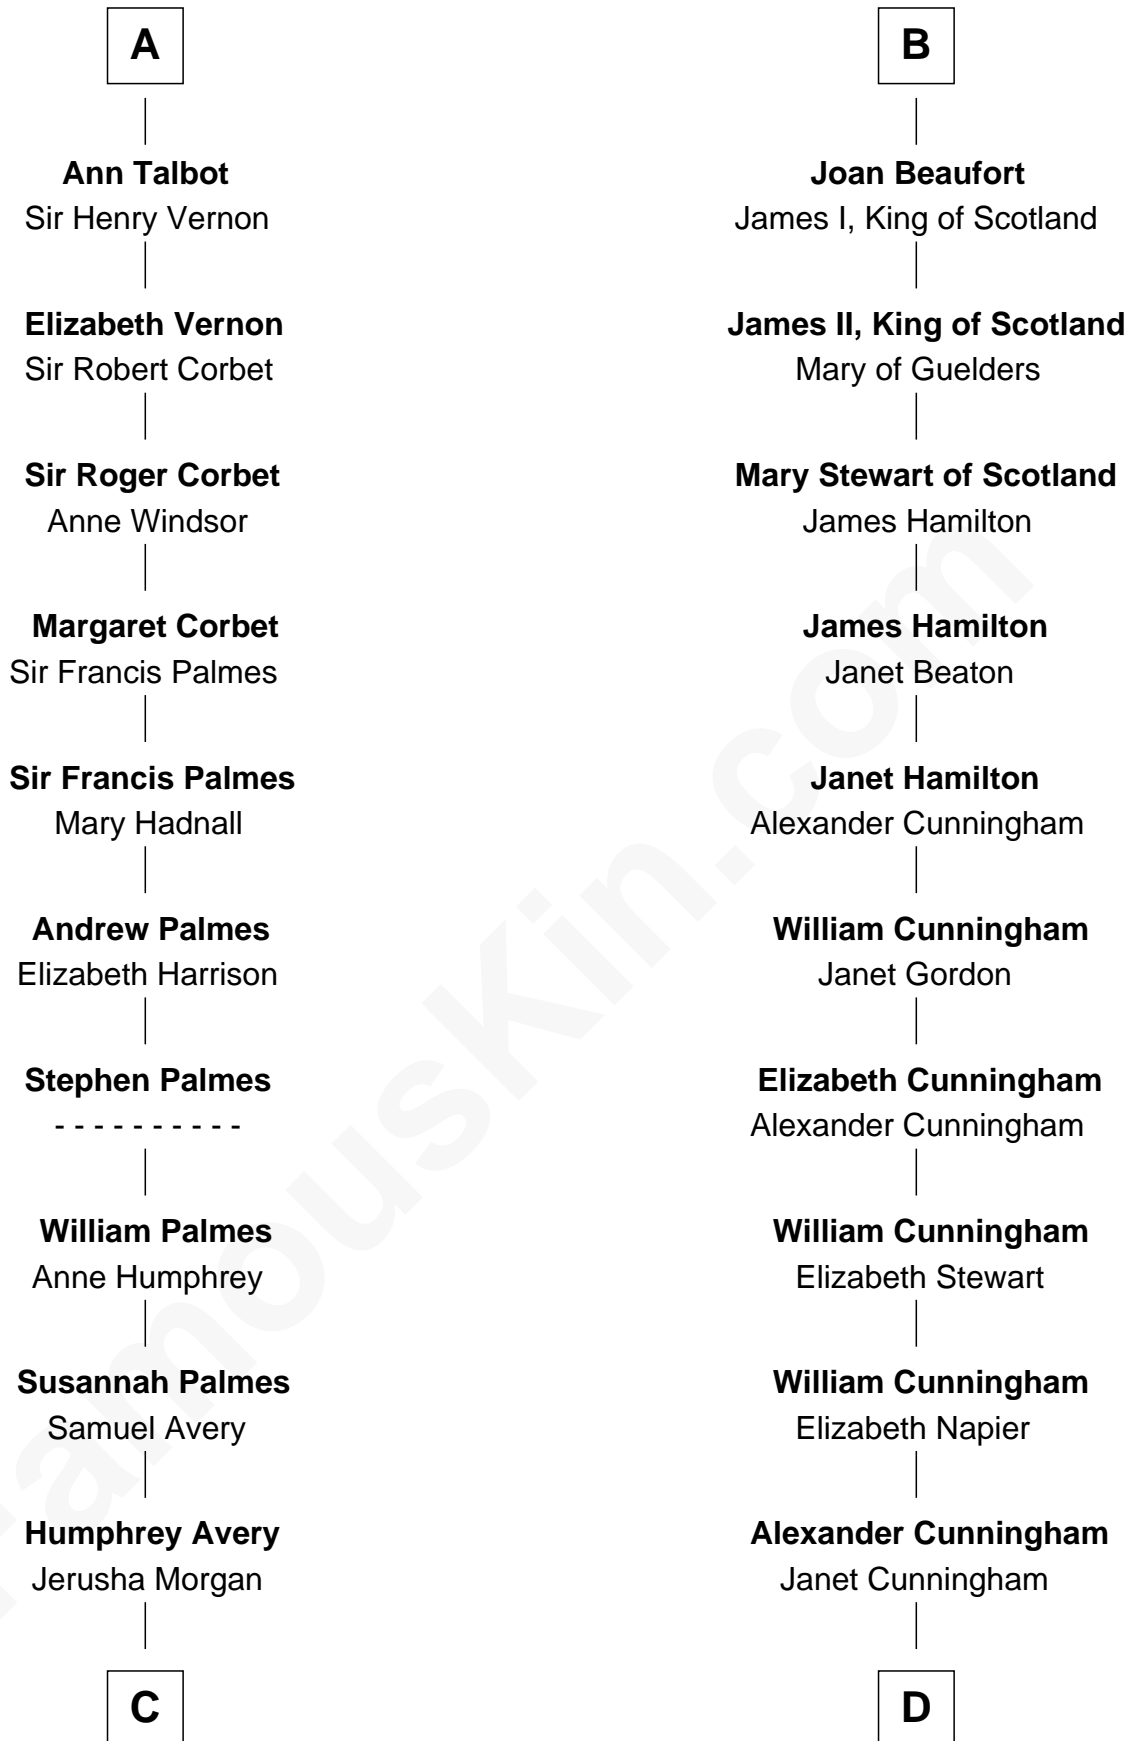 A
Ann Talbot
Sir Henry Vernon
Elizabeth Vernon
Sir Robert Corbet
Sir Roger Corbet
Anne Windsor
Margaret Corbet
Sir Francis Palmes
Sir Francis Palmes
Mary Hadnall
Andrew Palmes
Elizabeth Harrison
Stephen Palmes
- - - - - - - - - -
William Palmes
Anne Humphrey
Susannah Palmes
Samuel Avery
Humphrey Avery
Jerusha Morgan
C
B
Joan Beaufort
James I, King of Scotland
James II, King of Scotland
Mary of Guelders
Mary Stewart of Scotland
James Hamilton
James Hamilton
Janet Beaton
Janet Hamilton
Alexander Cunningham
William Cunningham
Janet Gordon
Elizabeth Cunningham
Alexander Cunningham
William Cunningham
Elizabeth Stewart
William Cunningham
Elizabeth Napier
Alexander Cunningham
Janet Cunningham
D
FamousKin.com